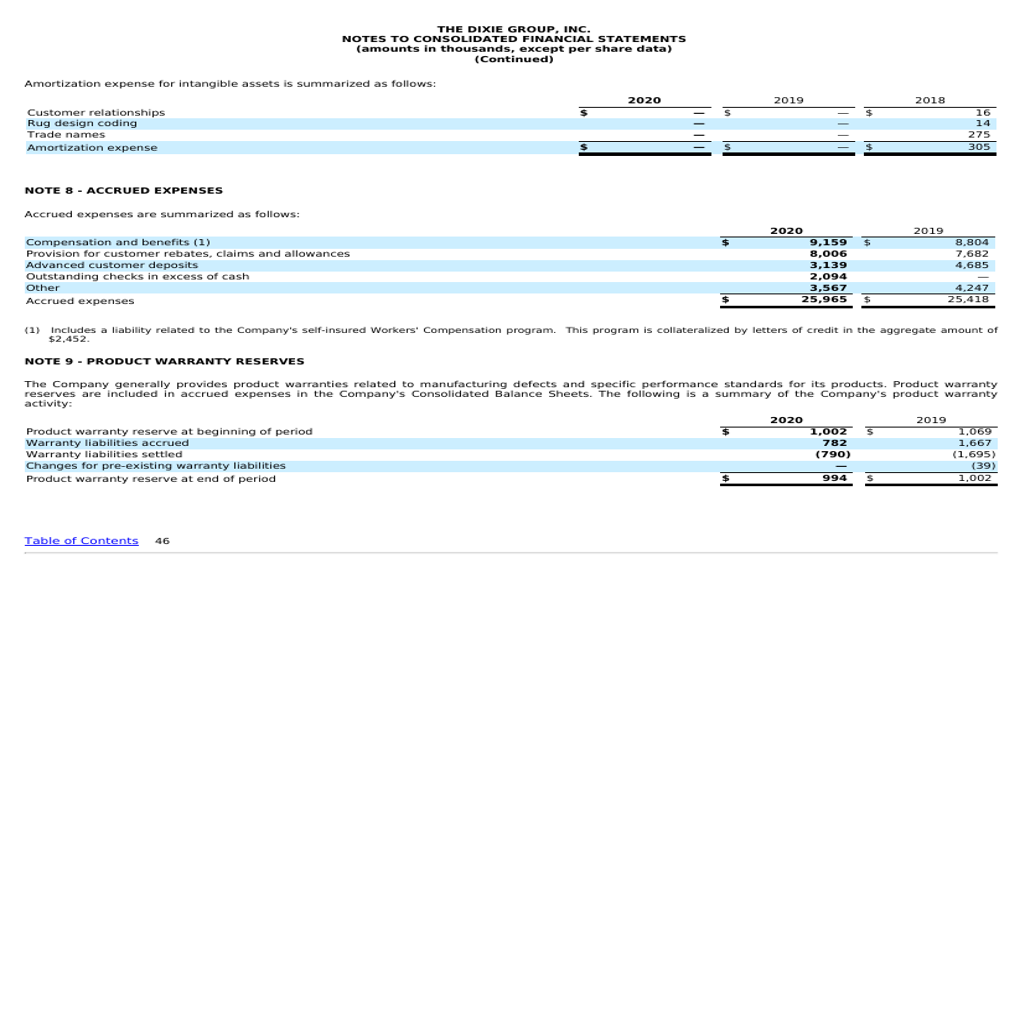 THE DIXIE GROUP, INC.
NOTES TO CONSOLIDATED FINANCIAL STATEMENTS
(amounts in thousands, except per share data)
(Continued)
Amortization expense for intangible assets is summarized as follows:
2020 2019 2018
Customer relationships $ — $ — $ 16
Rug design coding — — 14
Trade names — — 275
Amortization expense $ — $ — $ 305
NOTE 8 - ACCRUED EXPENSES
Accrued expenses are summarized as follows:
2020 2019
Compensation and benefits (1) $ 9,159 $ 8,804
Provision for customer rebates, claims and allowances 8,006 7,682
Advanced customer deposits 3,139 4,685
Outstanding checks in excess of cash 2,094 —
Other 3,567 4,247
Accrued expenses $ 25,965 $ 25,418
(1) Includes a liability related to the Company's self-insured Workers' Compensation program. This program is collateralized by letters of credit in the aggregate amount of
$2,452.
NOTE 9 - PRODUCT WARRANTY RESERVES
The Company generally provides product warranties related to manufacturing defects and specific performance standards for its products. Product warranty
reserves are included in accrued expenses in the Company's Consolidated Balance Sheets. The following is a summary of the Company's product warranty
activity:
2020 2019
Product warranty reserve at beginning of period $ 1,002 $ 1,069
Warranty liabilities accrued 782 1,667
Warranty liabilities settled (790) (1,695)
Changes for pre-existing warranty liabilities — (39)
Product warranty reserve at end of period $ 994 $ 1,002
Table of Contents 46